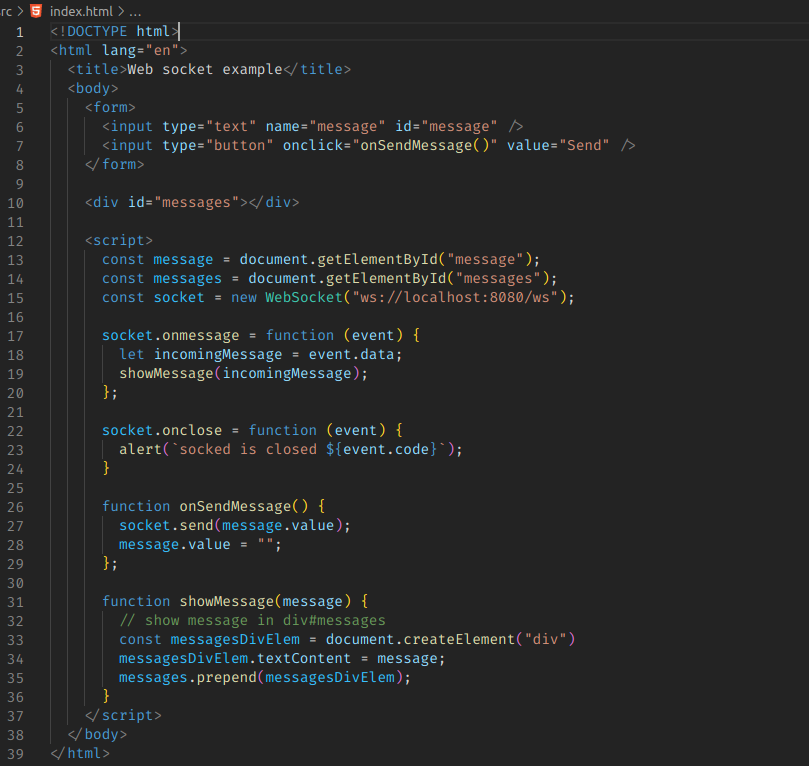 rc > index.html > ...
1 <!DOCTYPE html>
2 <html lang="en">
3 <title>Web socket example</title>
4 <body>
5 <form>
6 <input type="text" name="message" id="message" />
7 <input type="button" onclick="onSendMessage()" value="Send" />
8 </form>
9
10 <div id="messages"></div>
11
12 <script>
13 const message = document.getElementById("message");
14 const messages = document.getElementById("messages");
15 const socket = new WebSocket("ws://localhost:8080/ws");
16
17 socket.onmessage = function (event) {
18 let incomingMessage = event.data;
19 showMessage(incomingMessage);
20 };
21
22 socket.onclose = function (event) {
23 alert(`socked is closed ${event.code}`);
24 }
25
26 function onSendMessage() {
27 socket.send(message.value);
28 message.value = "";
29 };
30
31 function showMessage(message) {
32 // show message in div#messages
33 const messagesDivElem = document.createElement("div")
34 messagesDivElem.textContent = message;
35 messages.prepend(messagesDivElem);
36 }
37 </script>
38 </body>
39 </html>